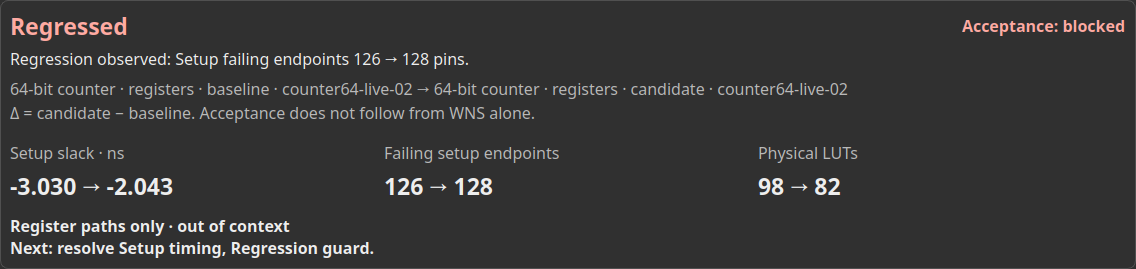 Regressed
Acceptance: blocked
Regression observed: Setup failing endpoints 126 → 128 pins.
64-bit counter · registers · baseline · counter64-live-02 → 64-bit counter · registers · candidate · counter64-live-02
Δ = candidate − baseline. Acceptance does not follow from WNS alone.
Setup slack · ns
-3.030 → -2.043
Failing setup endpoints
126 → 128
Physical LUTs
98 → 82
Register paths only · out of context
Next: resolve Setup timing, Regression guard.